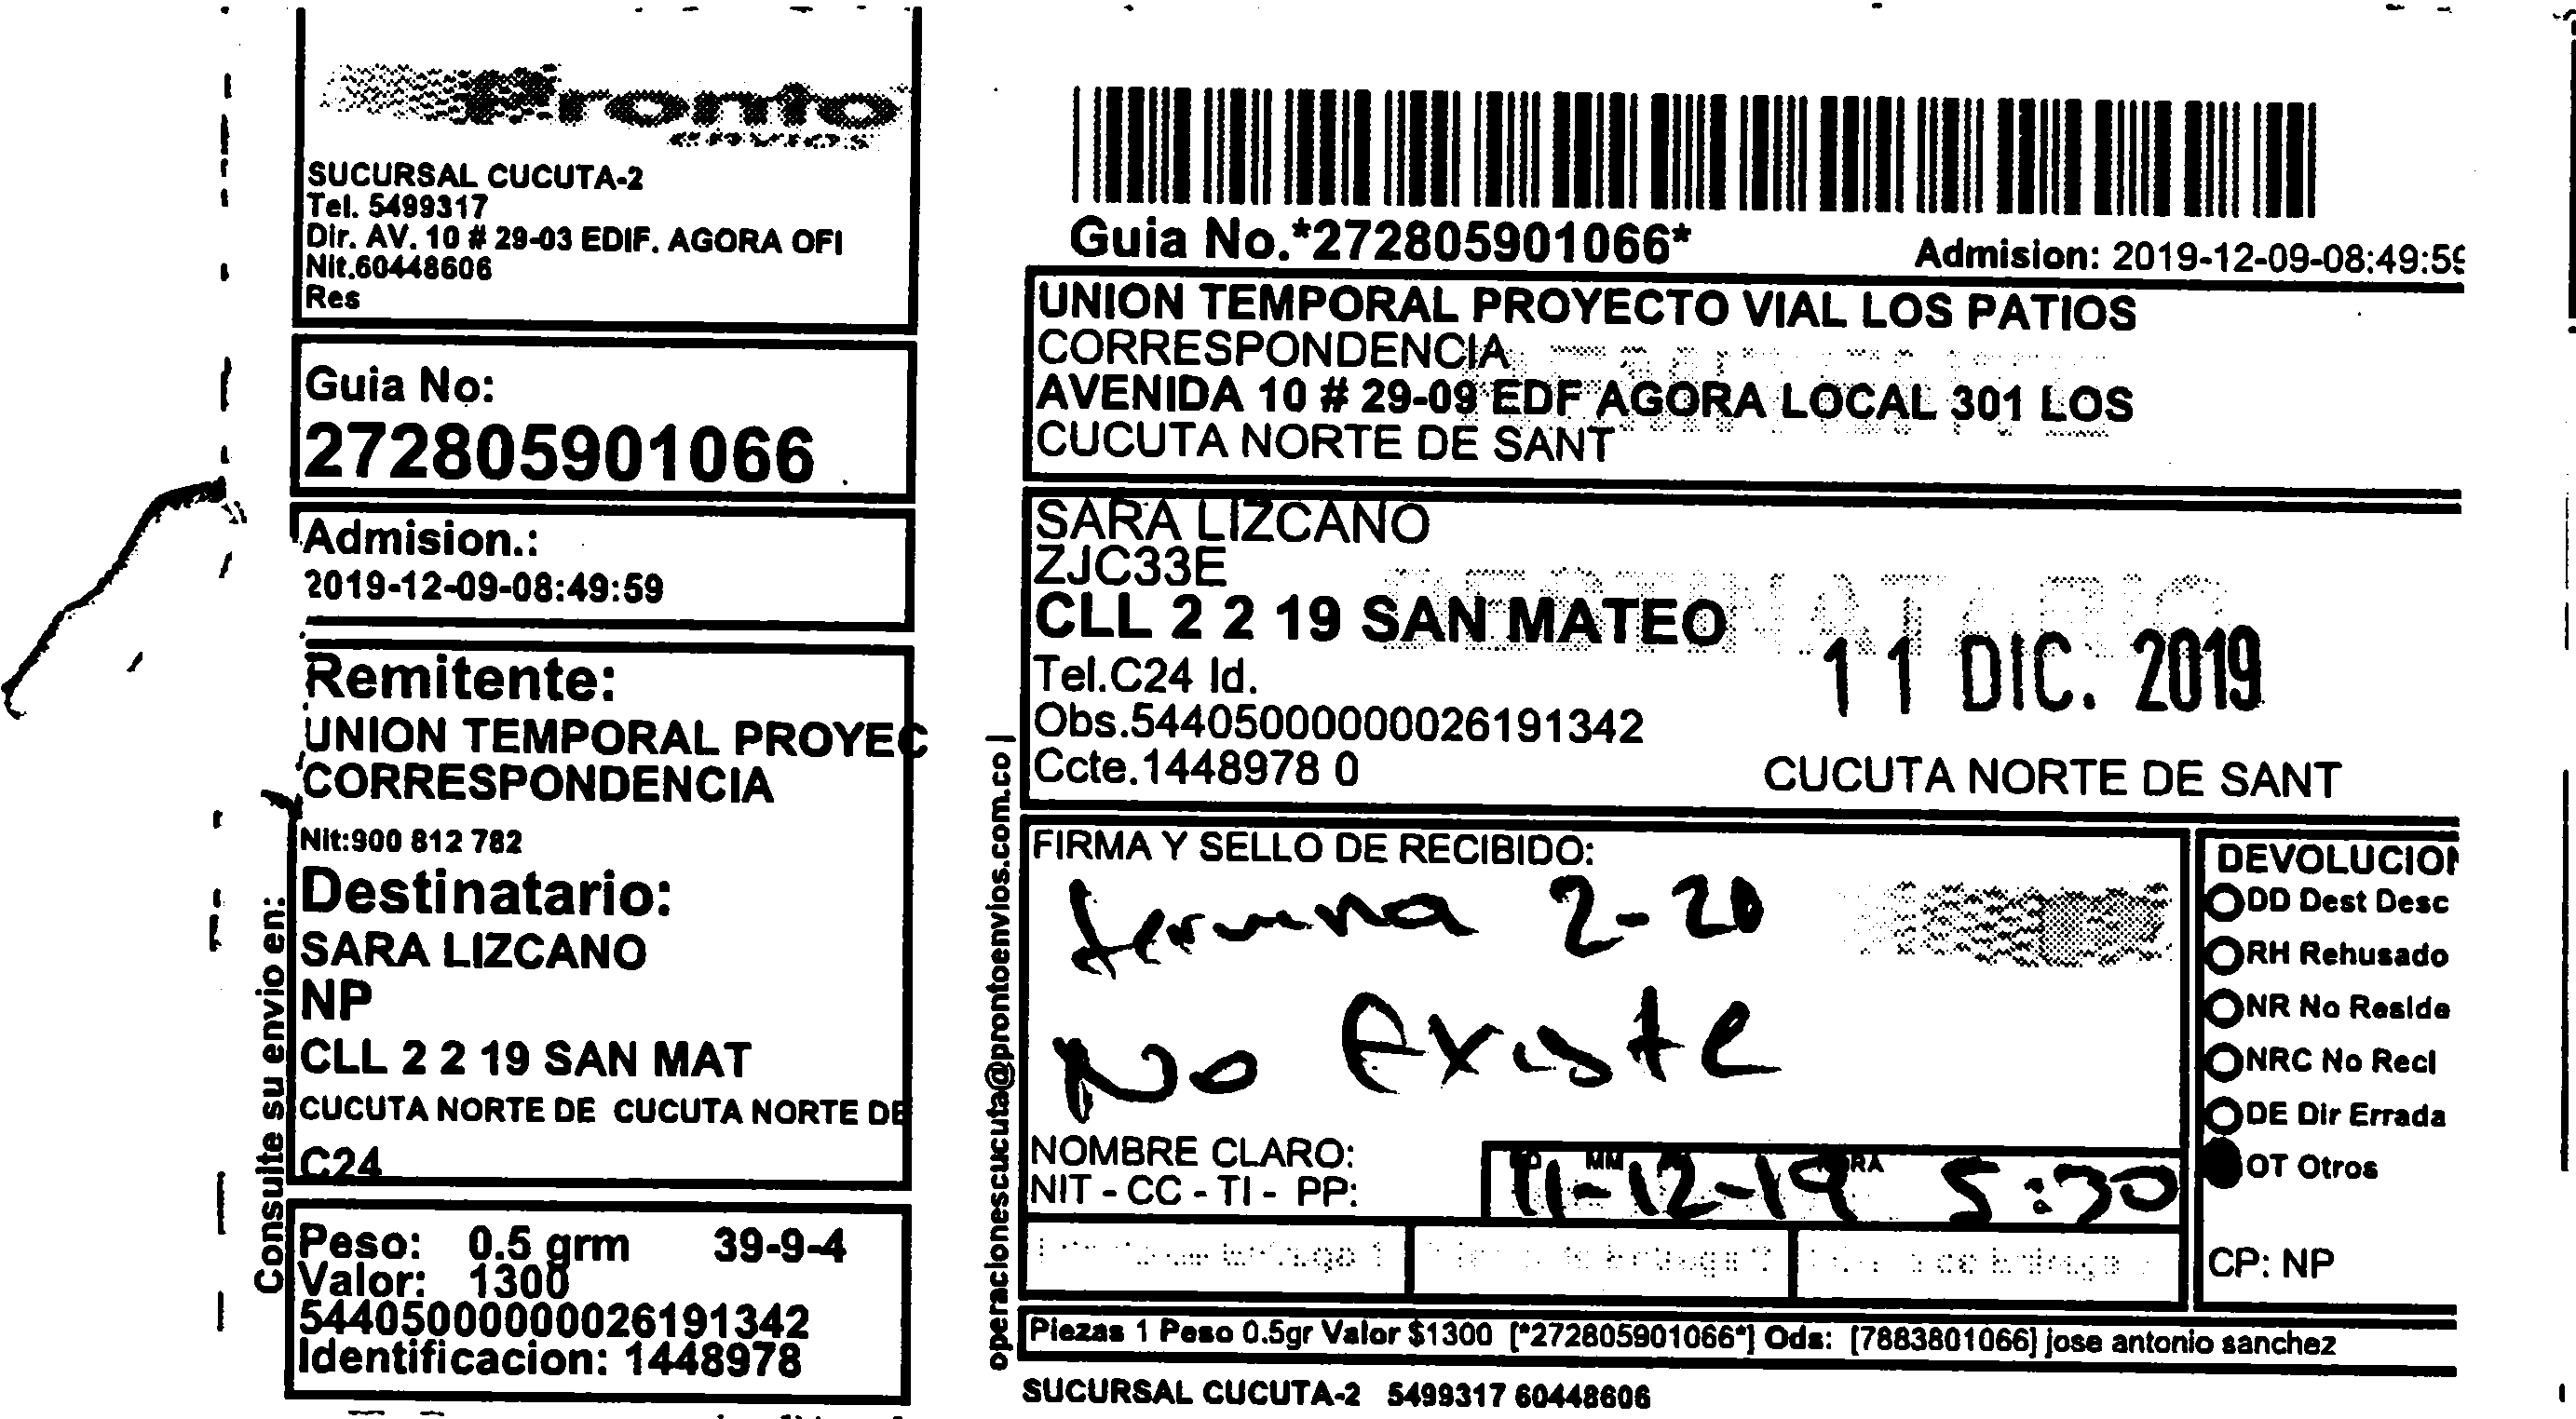 Pronto
envios
SUCURSAL CUCUTA-2
Tel. 5499317
Dir. AV. 10 # 29-03 EDIF. AGORA OFI
Nit.60448606
Res
Guia No:
272805901066
Admision.:
2019-12-09-08:49:59
Remitente:
UNION TEMPORAL PROYEC
CORRESPONDENCIA
Nit:900 812 782
Destinatario:
SARA LIZCANO
NP
CLL 2 2 19 SAN MAT
CUCUTA NORTE DE CUCUTA NORTE DE
C24
Peso: 0.5 grm 39-9-4
Valor: 1300
544050000000026191342
Identificacion: 1448978
Consulte su envio en:
operacionescucuta@prontoenvios.com.co |
Guia No.*272805901066*
Admision: 2019-12-09-08:49:59
UNION TEMPORAL PROYECTO VIAL LOS PATIOS
CORRESPONDENCIA
AVENIDA 10 # 29-09 EDF AGORA LOCAL 301 LOS
CUCUTA NORTE DE SANT
SARA LIZCANO
ZJC33E
DESTINATARIO
CLL 2 2 19 SAN MATEO
Tel.C24 Id.
11 DIC. 2019
Obs.544050000000026191342
Ccte.1448978 0
CUCUTA NORTE DE SANT
FIRMA Y SELLO DE RECIBIDO:
termina 2-20
No Existe
NOMBRE CLARO:
NIT - CC - TI - PP:
MM
11-12-19 5:30
DEVOLUCION
DD Dest Desc
RH Rehusado
NR No Reside
NRC No Recl
DE Dir Errada
OT Otros
CP: NP
Piezas 1 Peso 0.5gr Valor $1300 [*272805901066*] Ods: [7883801066] jose antonio sanchez
SUCURSAL CUCUTA-2 5499317 60448606